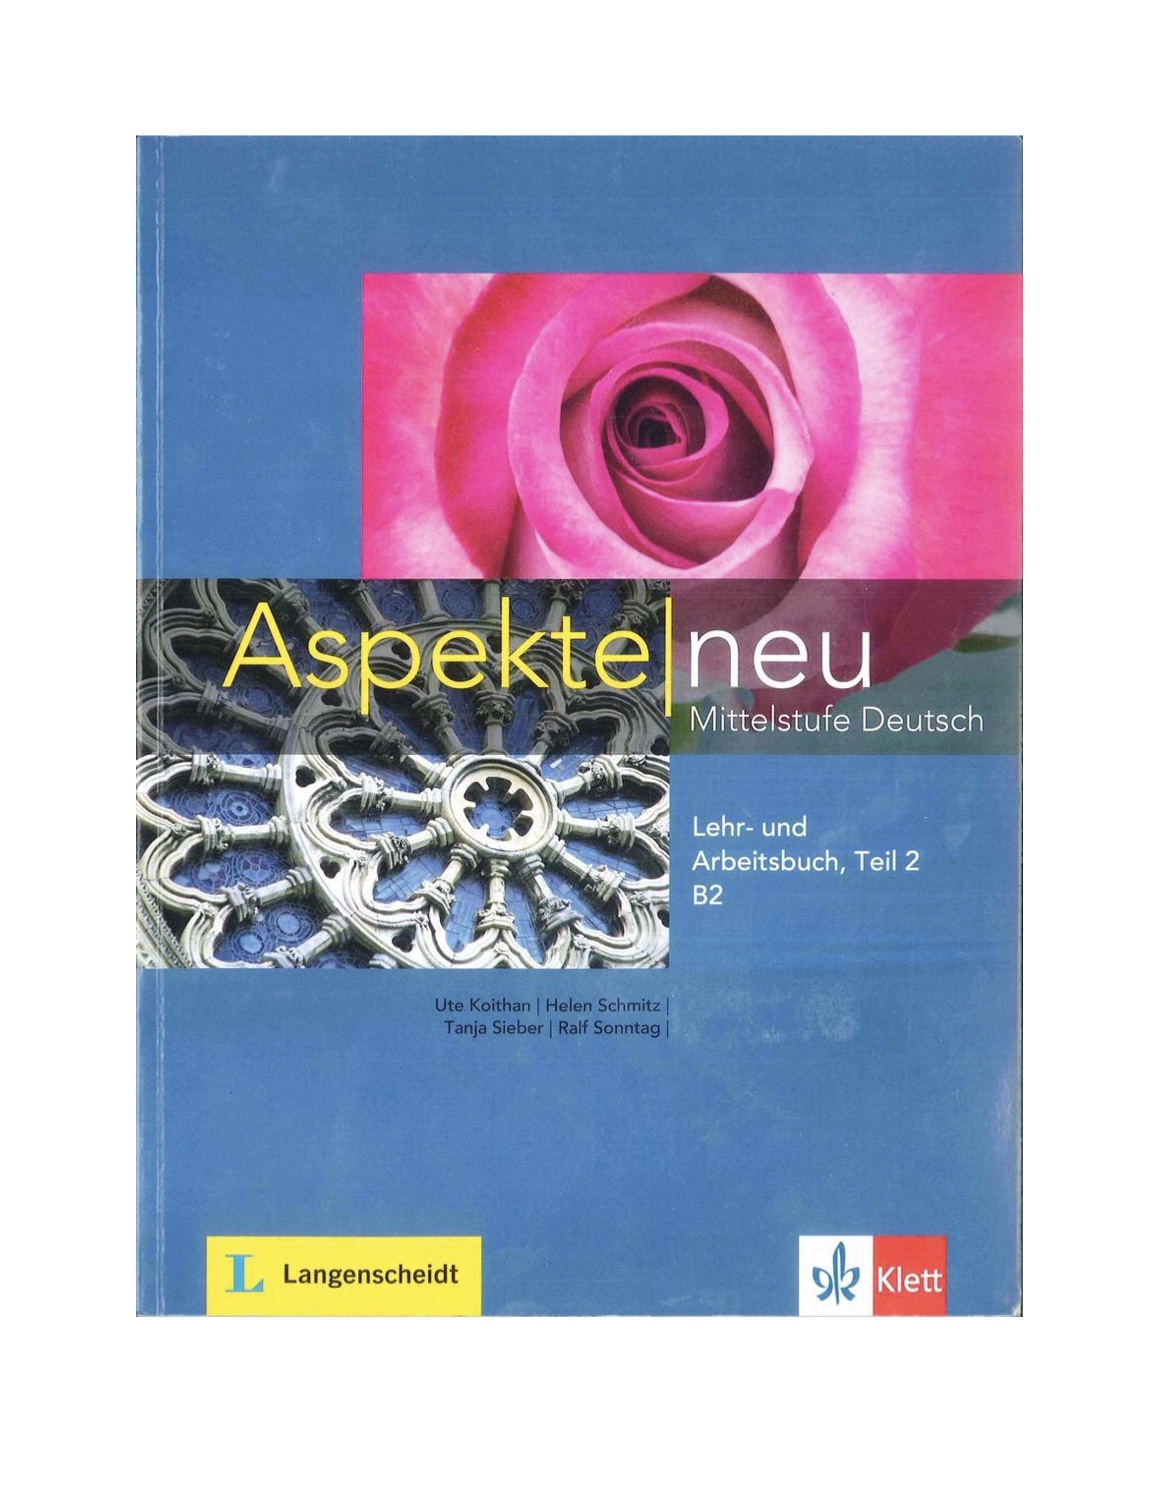 Aspekte|neu
Mittelstufe Deutsch
Lehr- und
Arbeitsbuch, Teil 2
B2
Ute Koithan | Helen Schmitz |
Tanja Sieber | Ralf Sonntag |
L Langenscheidt
Klett